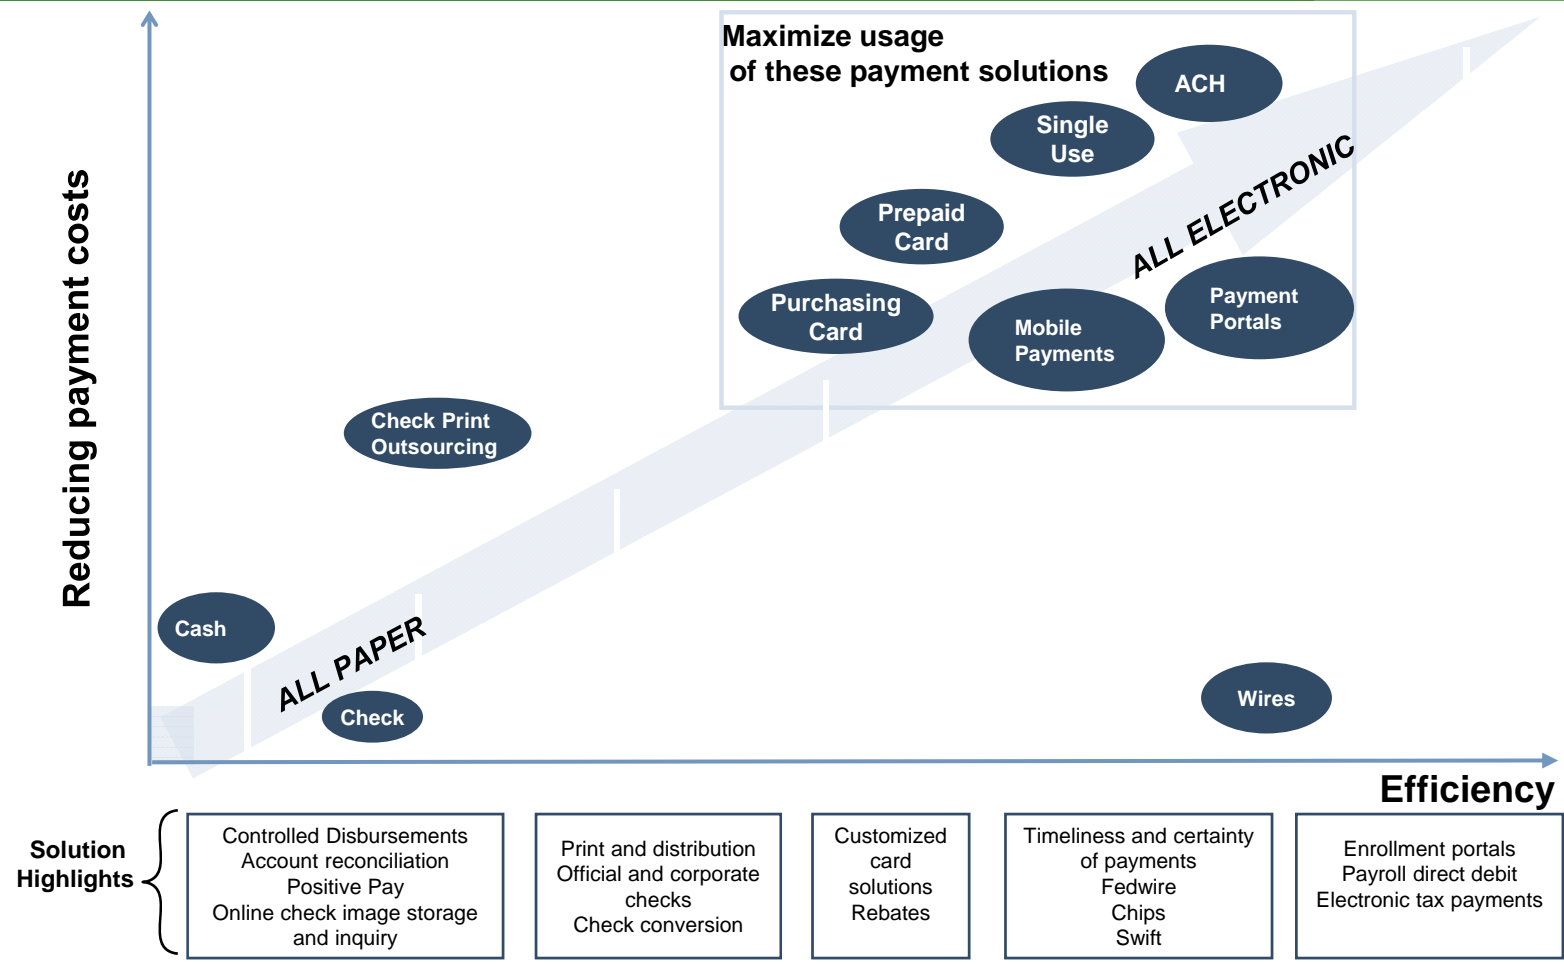 Maximize usage
of these payment solutions
ACH
Single
Use
Prepaid
Card
Purchasing
Card
Mobile
Payments
Payment
Portals
ALL ELECTRONIC
Reducing payment costs
Check Print
Outsourcing
Cash
ALL PAPER
Check
Wires
Efficiency
Solution
Highlights
Controlled Disbursements
Account reconciliation
Positive Pay
Online check image storage
and inquiry
Print and distribution
Official and corporate
checks
Check conversion
Customized
card
solutions
Rebates
Timeliness and certainty
of payments
Fedwire
Chips
Swift
Enrollment portals
Payroll direct debit
Electronic tax payments